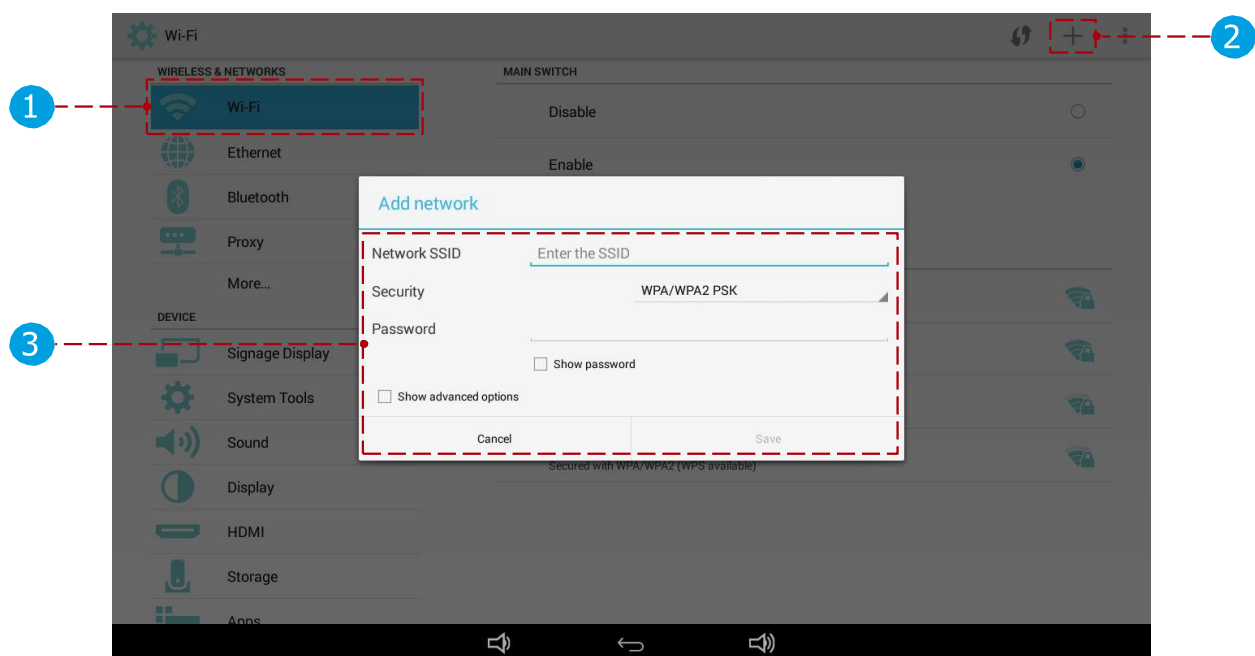 Wi-Fi
2
WIRELESS & NETWORKS
MAIN SWITCH
1
Wi-Fi
Disable
Ethernet
Enable
Bluetooth
Add network
Proxy
Network SSID
Enter the SSID
More...
Security
WPA/WPA2 PSK
DEVICE
Password
3
Signage Display
Show password
System Tools
Show advanced options
Sound
Cancel
Save
Secured with WPA/WPA2 (WPS available)
Display
HDMI
Storage
Apps